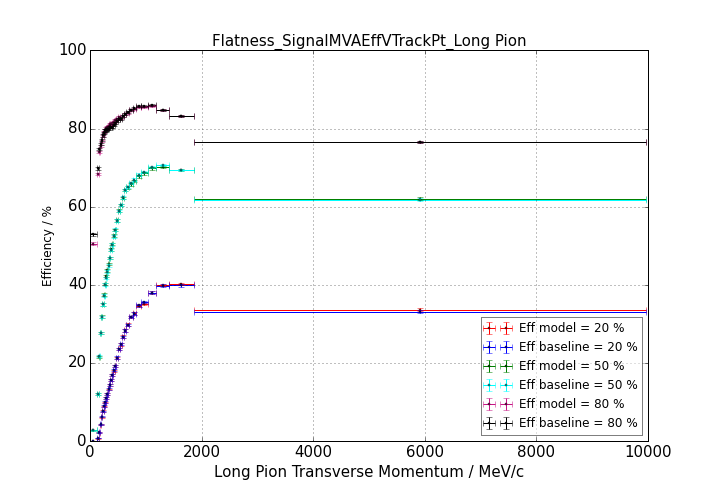 Flatness_SignalMVAEffVTrackPt_Long Pion
100
80
60
40
20
0
Efficiency / %
0 2000 4000 6000 8000 10000
Long Pion Transverse Momentum / MeV/c
Eff model = 20 %
Eff baseline = 20 %
Eff model = 50 %
Eff baseline = 50 %
Eff model = 80 %
Eff baseline = 80 %